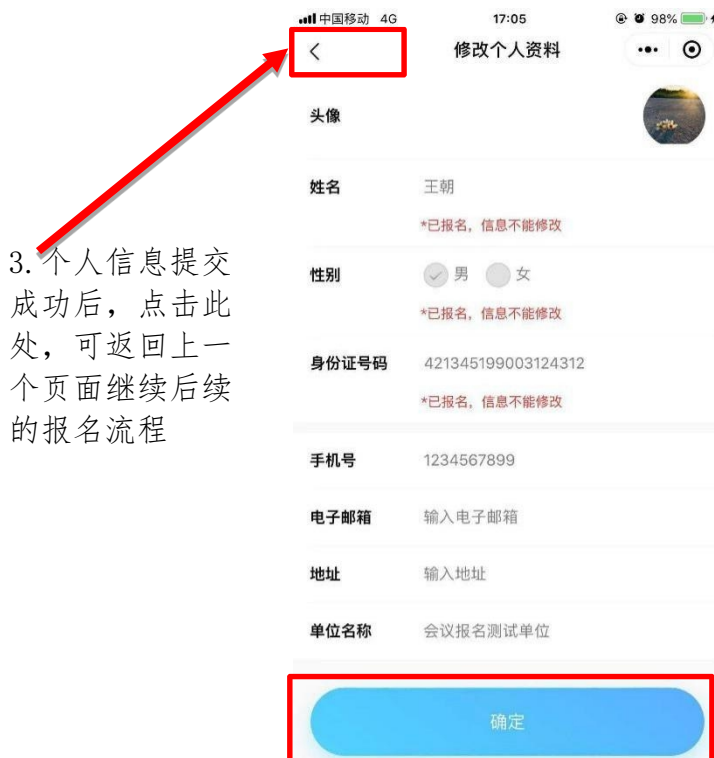 中国移动 4G 17:05 98%
修改个人资料
头像
姓名 王朝
*已报名，信息不能修改
性别 男 女
*已报名，信息不能修改
身份证号码 421345199003124312
*已报名，信息不能修改
手机号 1234567899
电子邮箱 输入电子邮箱
地址 输入地址
单位名称 会议报名测试单位
确定
3.个人信息提交
成功后，点击此
处，可返回上一
个页面继续后续
的报名流程